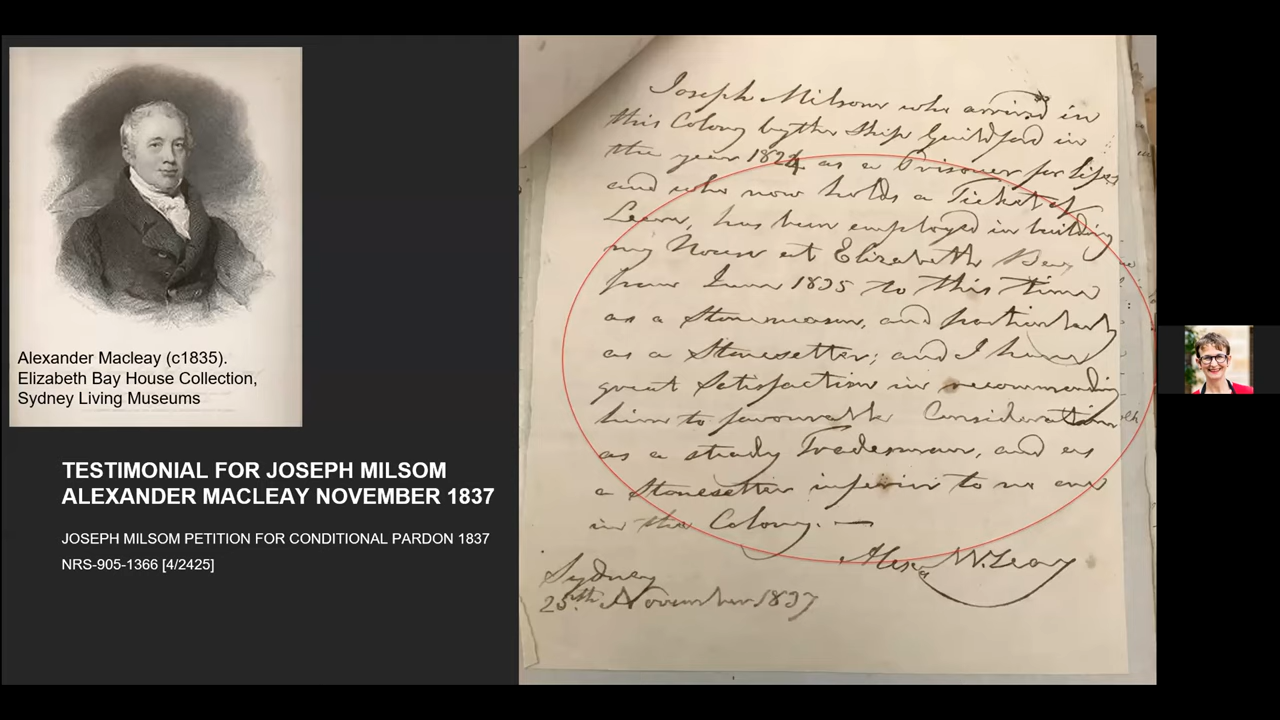 Alexander Macleay (c1835).
Elizabeth Bay House Collection,
Sydney Living Museums
TESTIMONIAL FOR JOSEPH MILSOM
ALEXANDER MACLEAY NOVEMBER 1837
JOSEPH MILSOM PETITION FOR CONDITIONAL PARDON 1837
NRS-905-1366 [4/2425]
Joseph Milsom who arrived in
this Colony by the Ship Guildford in
the year 1824 as a Prisoner for life
and who now holds a Ticket of
Leave, has been employed in building
my House at Elizabeth Bay
from June 1835 to this time
as a Stonemason, and particularly
as a Stonesetter; and I have
great Satisfaction in recommending
him to favourable Consideration
as a steady Tradesman, and as
a Stonesetter inferior to no one
in the Colony. —
Alexr McLeay
Sydney
25th November 1837